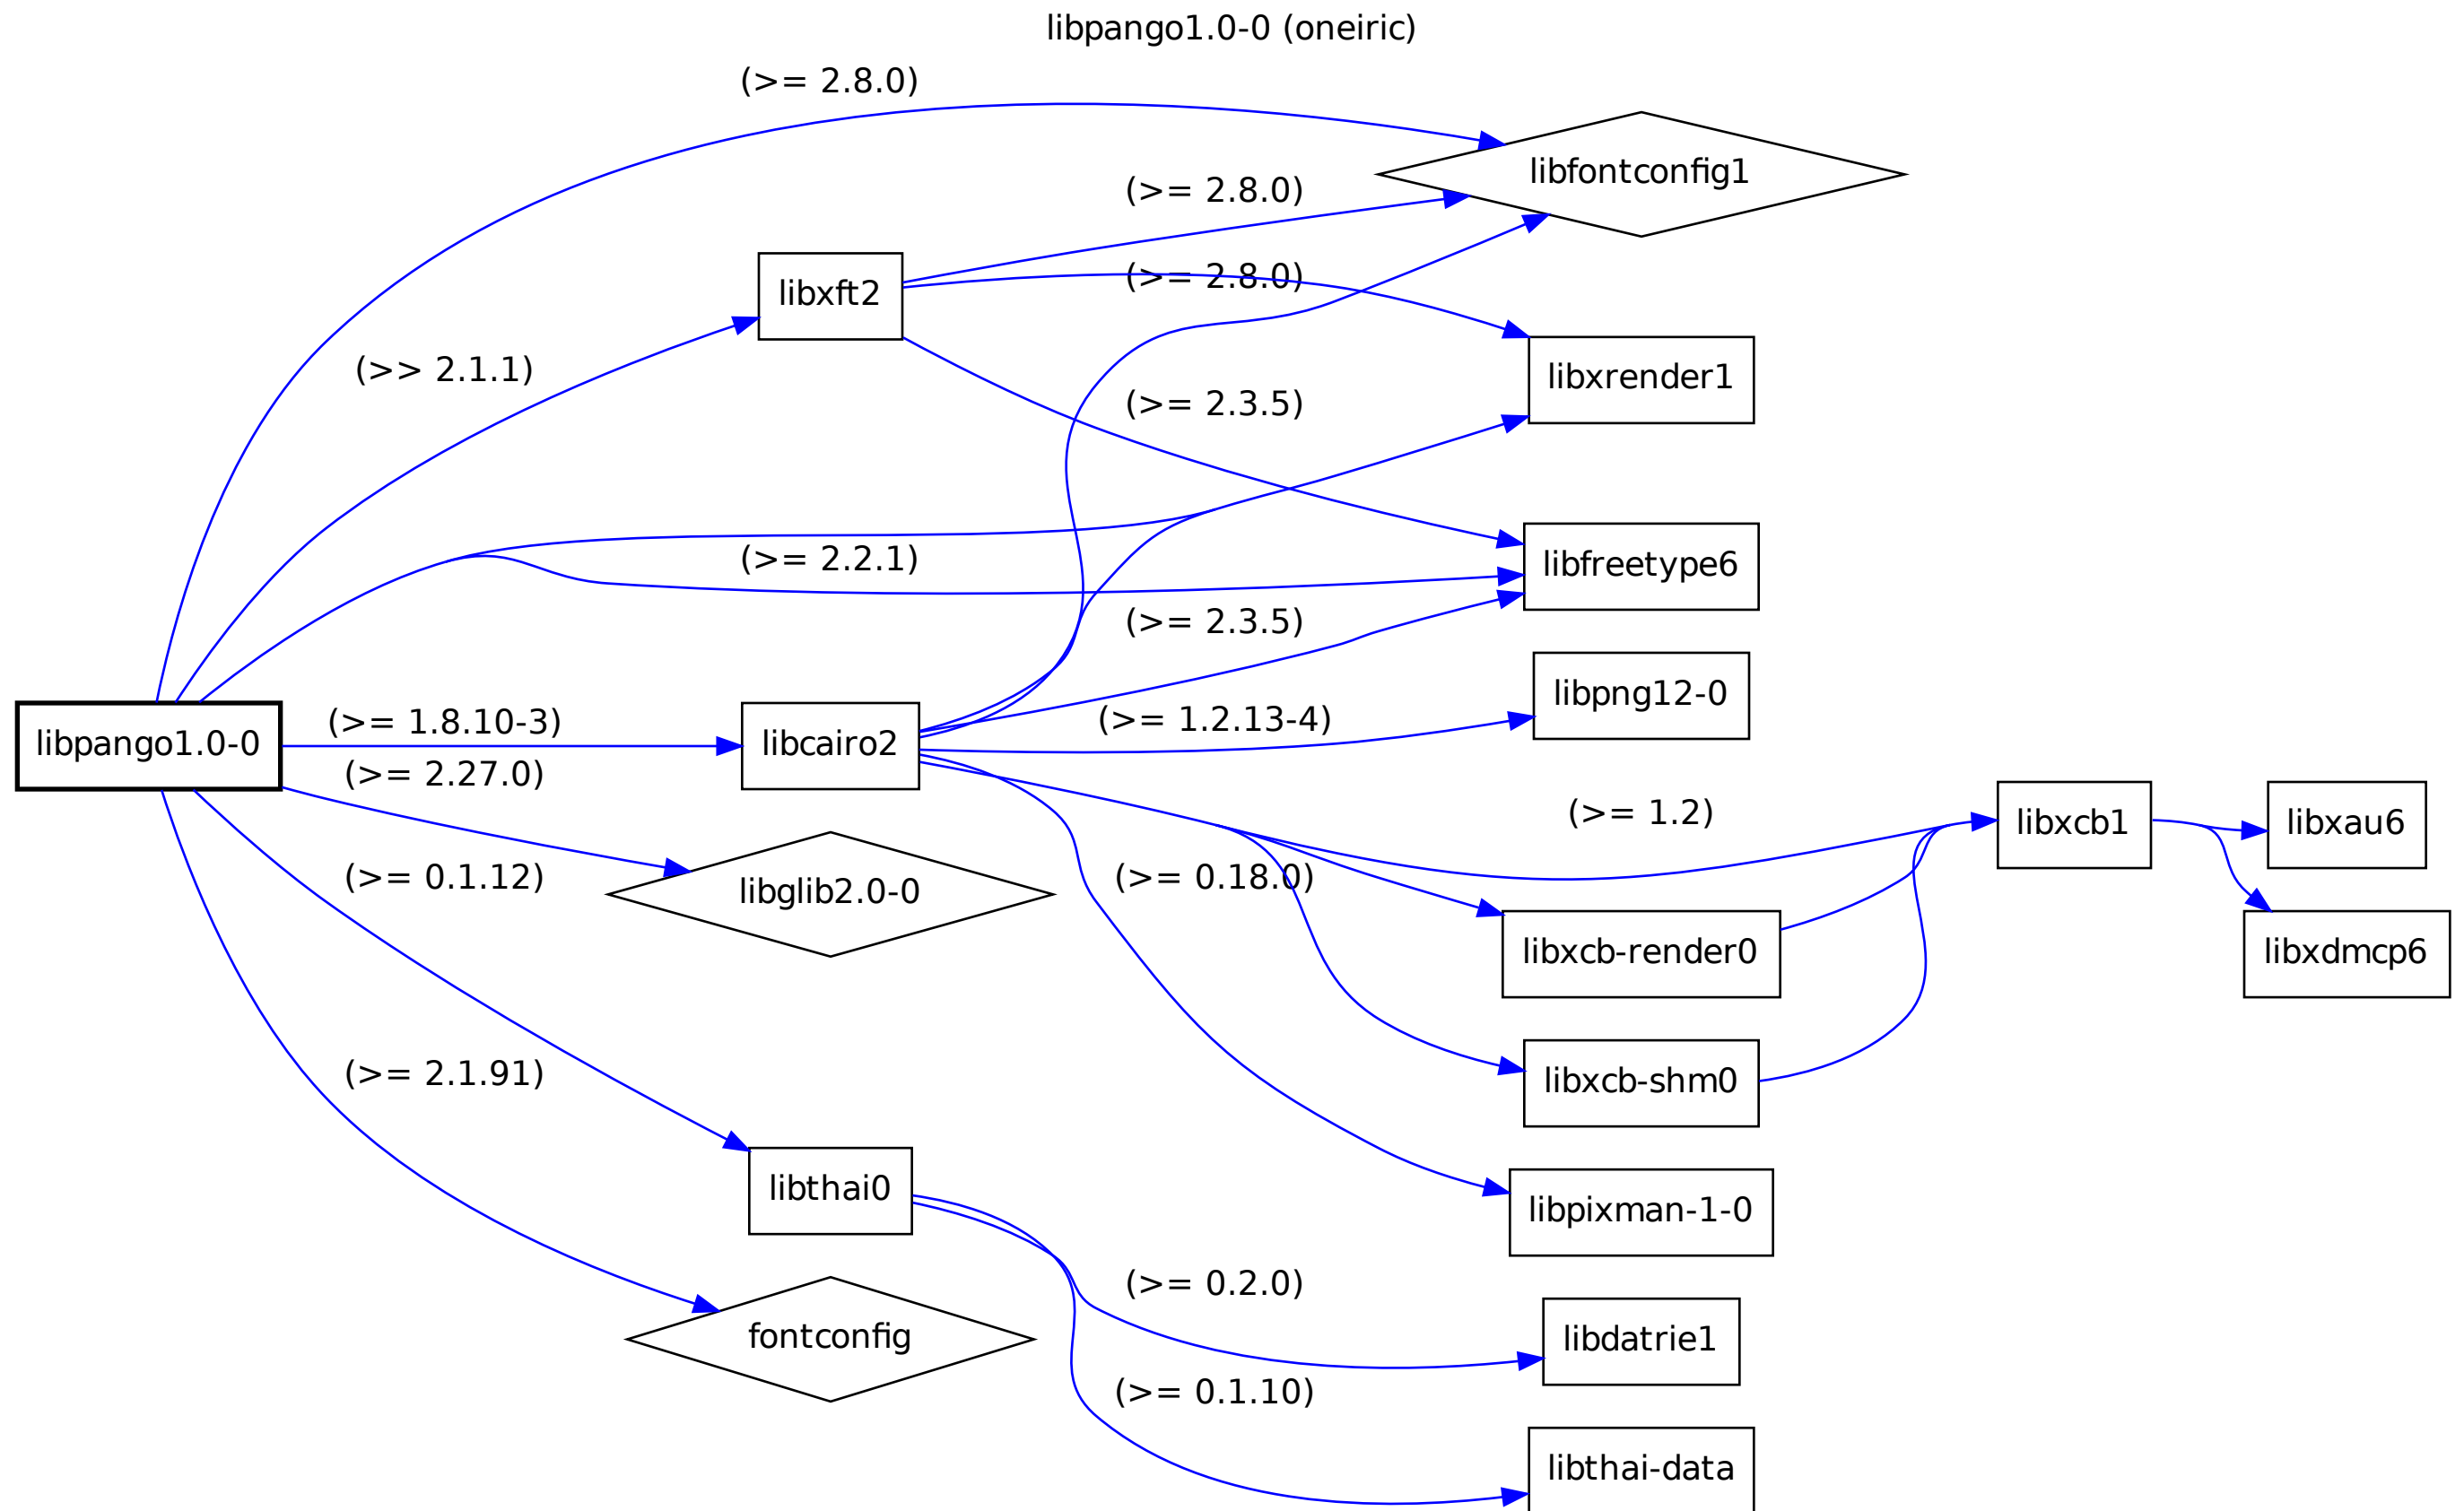 libpango1.0-0 (oneiric)
(>= 2.8.0)
libfontconfig1
(>= 2.8.0)
(>= 2.8.0)
libxft2
(>> 2.1.1)
libxrender1
(>= 2.3.5)
(>= 2.2.1)
libfreetype6
(>= 2.3.5)
libpng12-0
(>= 1.8.10-3)
(>= 1.2.13-4)
libpango1.0-0
libcairo2
(>= 2.27.0)
(>= 1.2)
libxcb1
libxau6
(>= 0.1.12)
(>= 0.18.0)
libglib2.0-0
libxcb-render0
libxdmcp6
(>= 2.1.91)
libxcb-shm0
libthai0
libpixman-1-0
(>= 0.2.0)
fontconfig
libdatrie1
(>= 0.1.10)
libthai-data